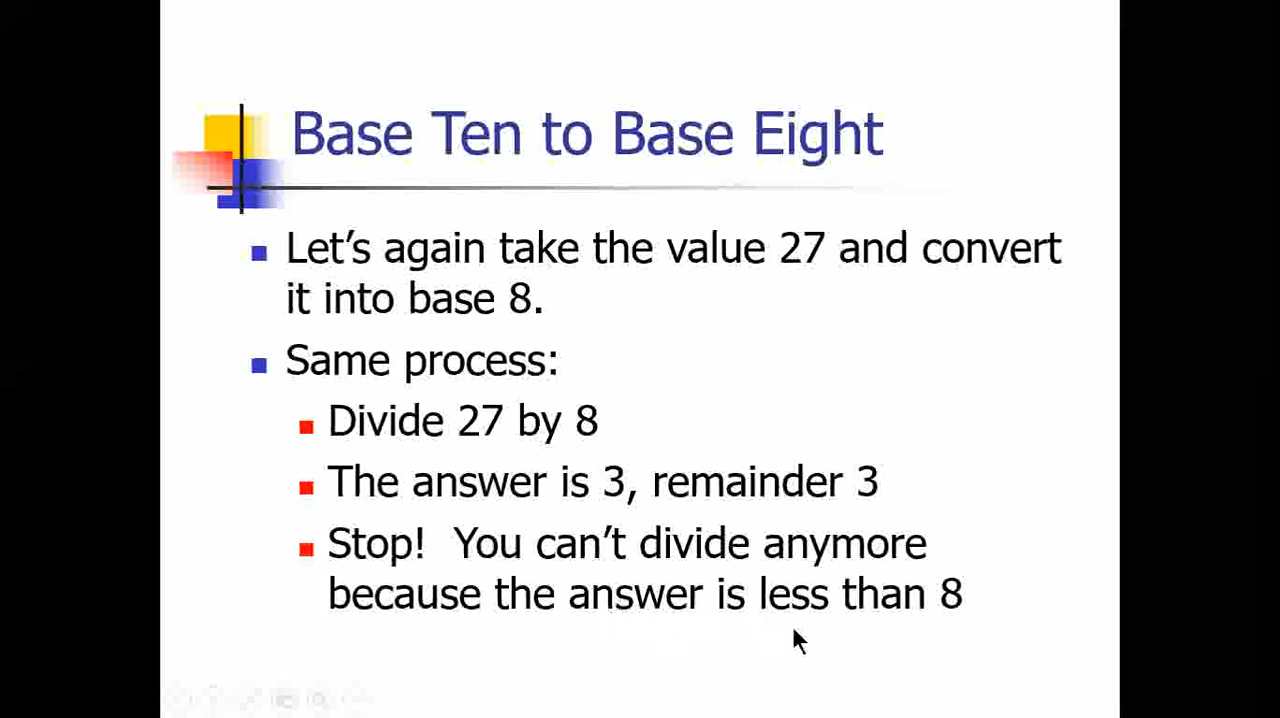 Base Ten to Base Eight
Let’s again take the value 27 and convert
it into base 8.
Same process:
Divide 27 by 8
The answer is 3, remainder 3
Stop!  You can’t divide anymore
because the answer is less than 8